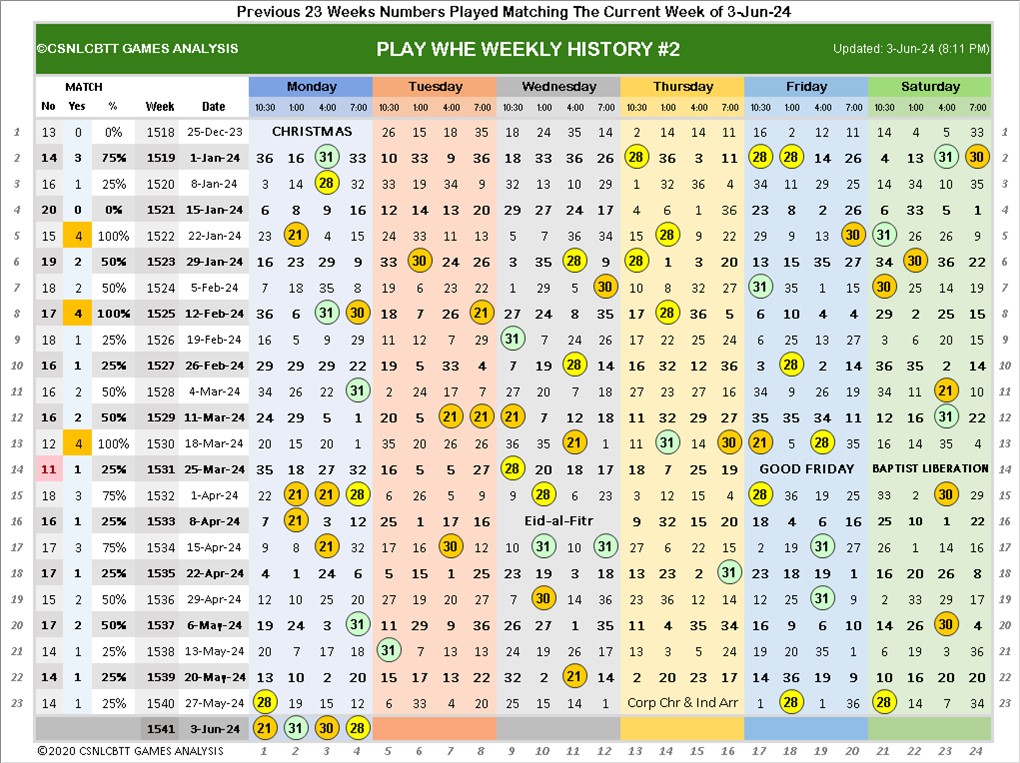 Previous 23 Weeks Numbers Played Matching The Current Week of 3-Jun-24
©CSNLCBTT GAMES ANALYSIS PLAY WHE WEEKLY HISTORY #2 Updated: 3-Jun-24 (8:11 PM)
MATCH Monday Tuesday Wednesday Thursday Friday Saturday
No Yes % Week Date 10:30 1:00 4:00 7:00 10:30 1:00 4:00 7:00 10:30 1:00 4:00 7:00 10:30 1:00 4:00 7:00 10:30 1:00 4:00 7:00 10:30 1:00 4:00 7:00
1 13 0 0% 1518 25-Dec-23 CHRISTMAS 26 15 18 35 18 24 35 14 2 14 14 11 16 2 12 11 14 4 5 33 1
2 14 3 75% 1519 1-Jan-24 36 16 31 33 10 33 9 36 18 33 36 26 28 36 3 11 28 28 14 26 4 13 31 30 2
3 16 1 25% 1520 8-Jan-24 3 14 28 32 33 19 34 9 32 13 10 29 1 32 36 4 34 11 29 25 14 34 10 35 3
4 20 0 0% 1521 15-Jan-24 6 8 9 16 12 14 13 20 29 27 24 17 4 6 1 36 23 8 2 26 6 33 5 1 4
5 15 4 100% 1522 22-Jan-24 23 21 4 15 24 33 11 13 5 7 36 34 15 28 9 22 29 9 13 30 31 26 26 9 5
6 19 2 50% 1523 29-Jan-24 16 23 29 9 33 30 24 26 3 35 28 9 28 1 3 20 13 15 35 27 34 30 36 22 6
7 18 2 50% 1524 5-Feb-24 7 18 35 8 19 6 23 22 1 29 5 30 10 8 32 27 31 35 1 15 30 25 14 19 7
8 17 4 100% 1525 12-Feb-24 36 6 31 30 18 7 26 21 27 24 8 35 17 28 36 5 6 10 4 4 29 2 25 15 8
9 18 1 25% 1526 19-Feb-24 16 5 9 29 11 12 7 29 31 7 24 26 17 22 25 24 6 25 13 27 3 6 20 15 9
10 16 1 25% 1527 26-Feb-24 29 29 29 22 19 5 33 4 7 19 28 14 16 32 12 36 3 28 2 14 36 35 2 14 10
11 16 2 50% 1528 4-Mar-24 26 24 22 31 2 24 17 7 27 20 7 18 27 23 27 16 34 9 26 19 34 11 21 10 11
12 16 2 50% 1529 11-Mar-24 24 29 5 1 20 5 21 21 21 7 12 18 11 32 29 27 35 35 34 11 12 16 31 22 12
13 12 4 100% 1530 18-Mar-24 20 15 20 1 35 20 26 26 36 35 21 13 11 31 14 30 21 5 28 35 16 14 35 4 13
14 11 1 25% 1531 25-Mar-24 35 18 27 32 16 5 5 27 28 20 18 17 18 7 25 19 GOOD FRIDAY BAPTIST LIBERATION 14
15 18 3 75% 1532 1-Apr-24 22 21 21 28 6 26 5 9 9 28 6 23 3 12 15 4 28 36 19 25 33 2 30 29 15
16 16 1 25% 1533 8-Apr-24 7 21 3 12 25 1 17 16 Eid-al-Fitr 9 32 15 20 18 4 6 16 25 10 1 22 16
17 17 3 75% 1534 15-Apr-24 9 8 21 32 17 16 30 12 10 31 10 31 27 6 22 15 2 19 31 27 26 1 14 16 17
18 17 1 25% 1535 22-Apr-24 4 1 24 6 5 15 1 25 23 19 3 18 13 23 2 31 23 18 19 1 16 20 26 8 18
19 15 2 50% 1536 29-Apr-24 12 10 25 20 27 19 20 27 7 30 14 36 23 36 12 14 12 25 31 9 2 33 29 17 19
20 17 2 50% 1537 6-May-24 19 24 3 31 11 29 9 36 26 27 1 35 11 4 35 34 16 9 6 10 14 26 30 4 20
21 14 1 25% 1538 13-May-24 20 7 17 18 31 7 13 13 24 19 26 17 13 3 5 24 19 20 35 1 6 19 3 36 21
22 14 1 25% 1539 20-May-24 13 10 2 20 15 17 13 22 32 2 21 14 2 20 23 17 14 36 19 9 10 16 20 20 22
23 14 1 25% 1540 27-May-24 28 19 15 12 6 33 4 20 25 15 14 1 Corp Chr & Ind Arr 1 28 1 36 28 14 7 34 23
1541 3-Jun-24 21 31 30 28
©2020 CSNLCBTT GAMES ANALYSIS 1 2 3 4 5 6 7 8 9 10 11 12 13 14 15 16 17 18 19 20 21 22 23 24